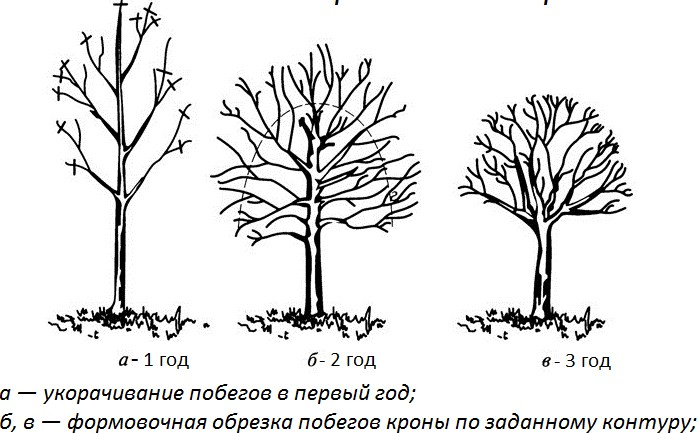 а - 1 год
б - 2 год
в - 3 год
а — укорачивание побегов в первый год;
б, в — формовочная обрезка побегов кроны по заданному контуру;